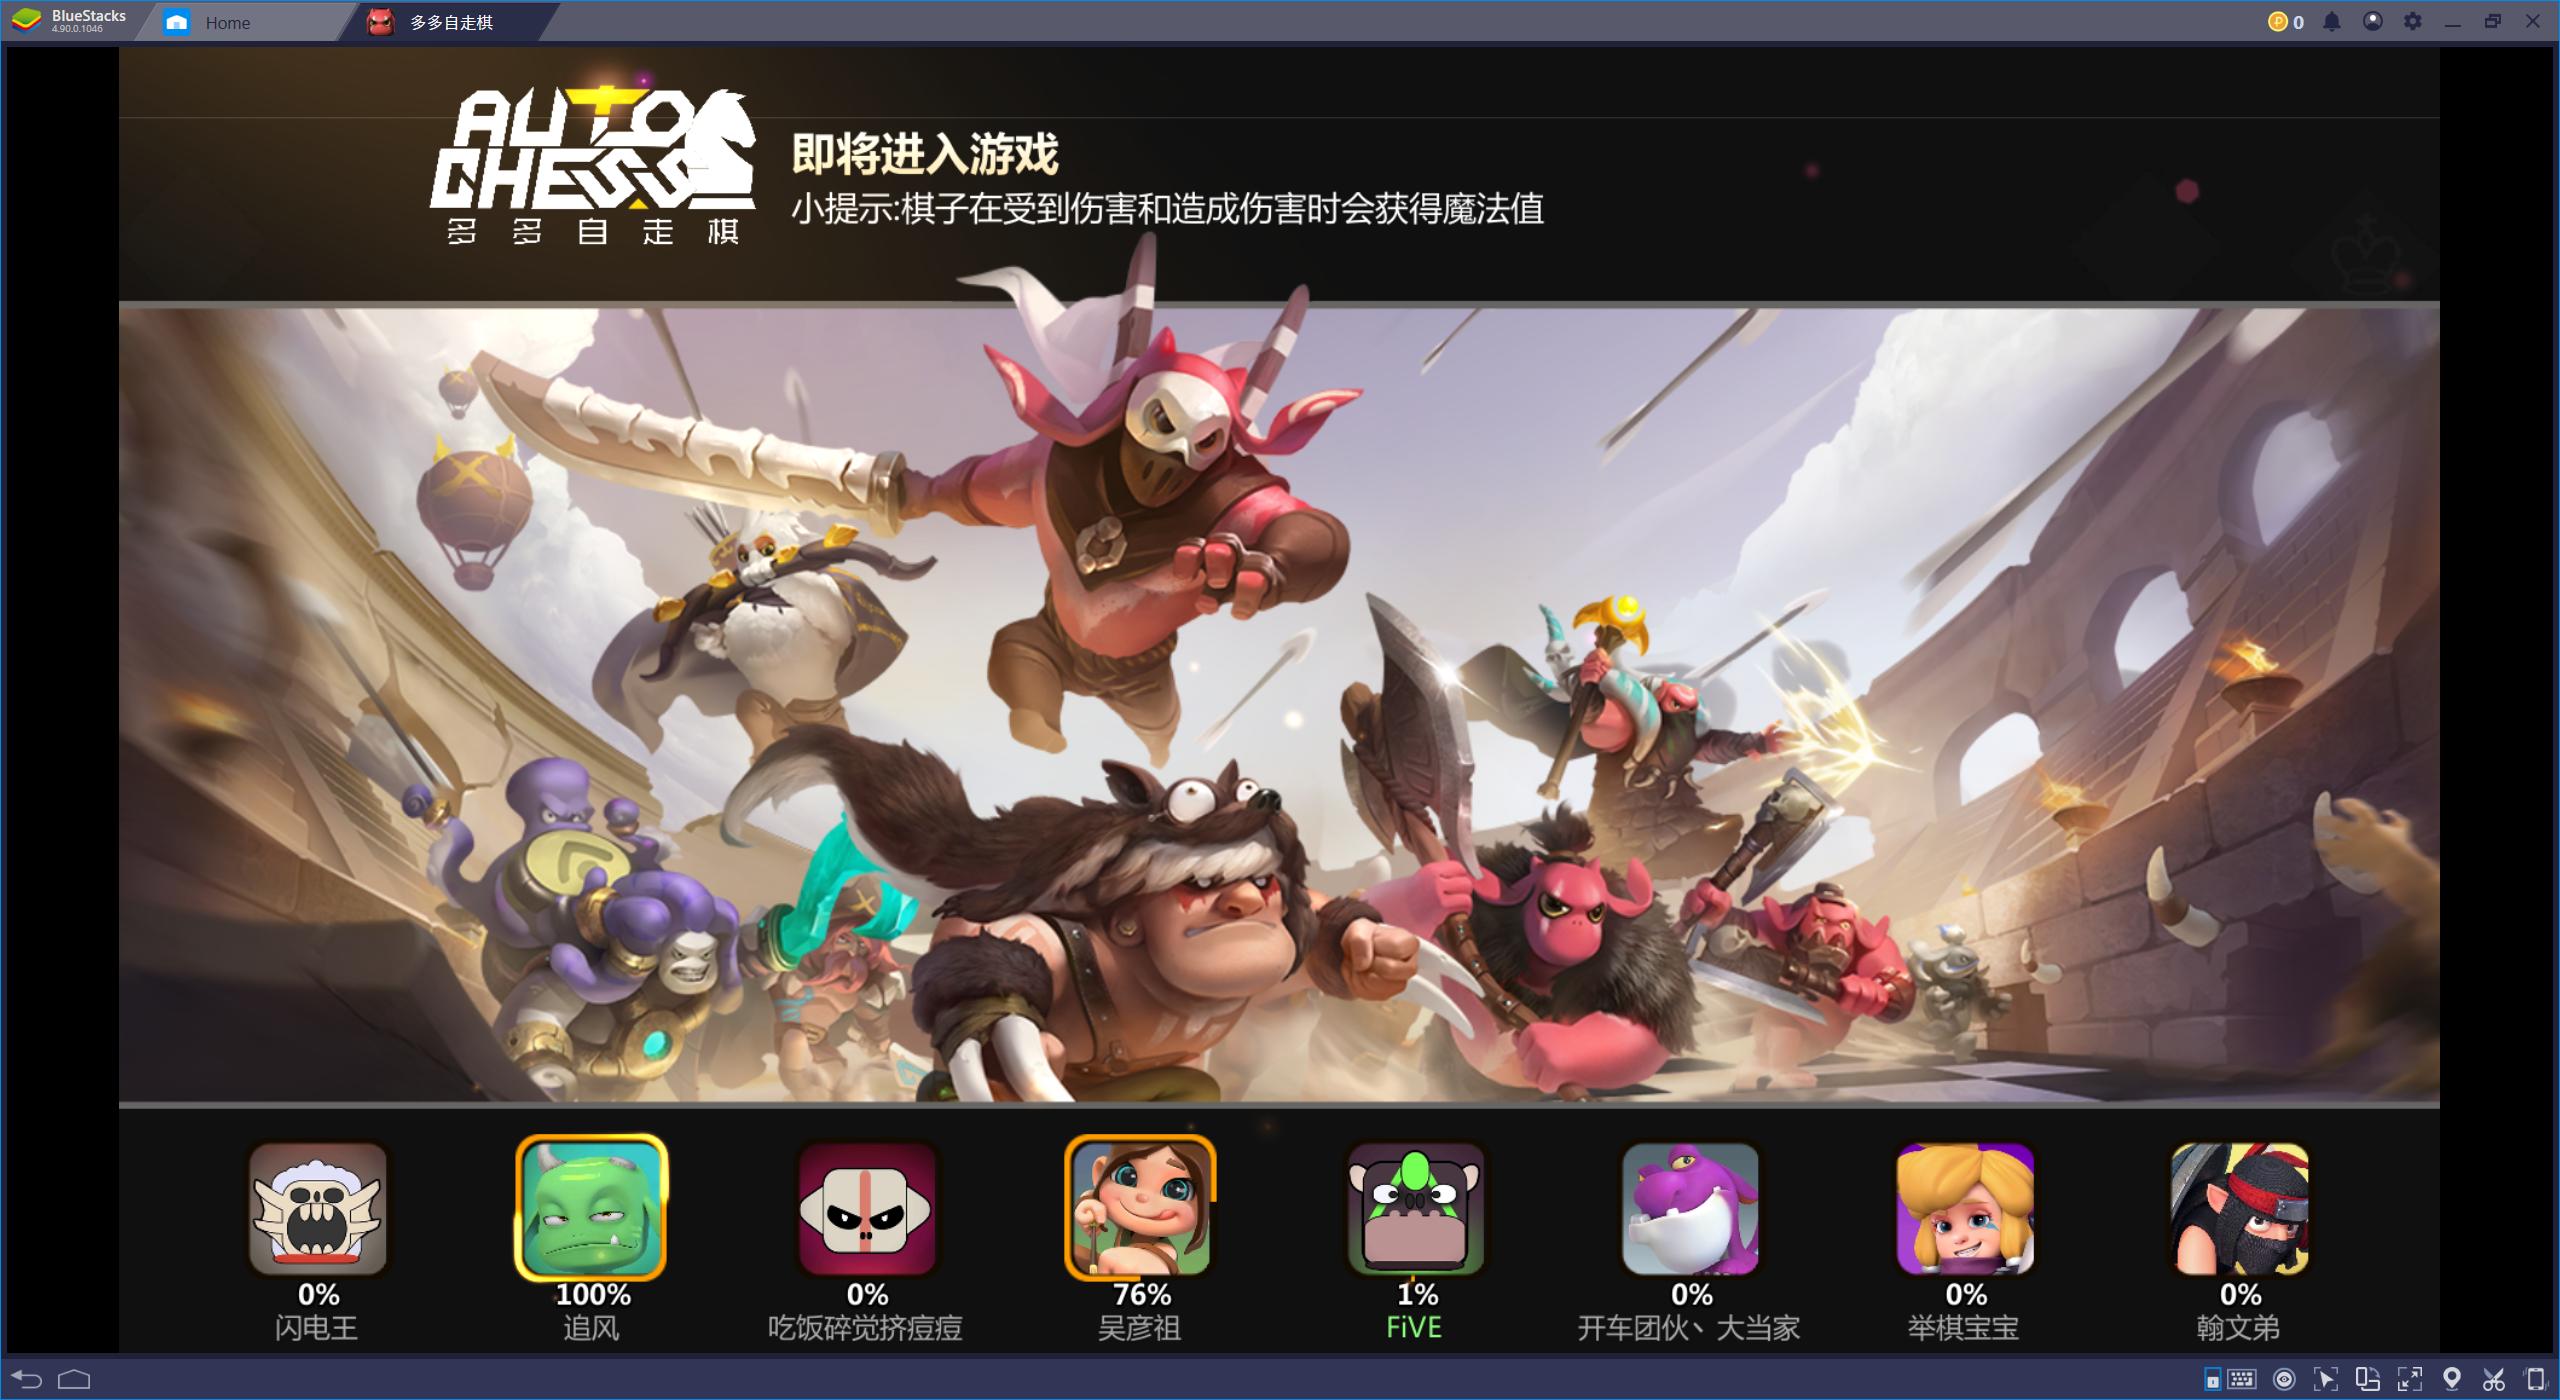 BlueStacks
4.90.0.1046
Home
多多自走棋
0
AUTO
CHESS
多多自走棋
即将进入游戏
小提示:棋子在受到伤害和造成伤害时会获得魔法值
0%
100%
0%
76%
1%
0%
0%
0%
闪电王
追风
吃饭碎觉挤痘痘
吴彦祖
FiVE
开车团伙丶大当家
举棋宝宝
翰文弟